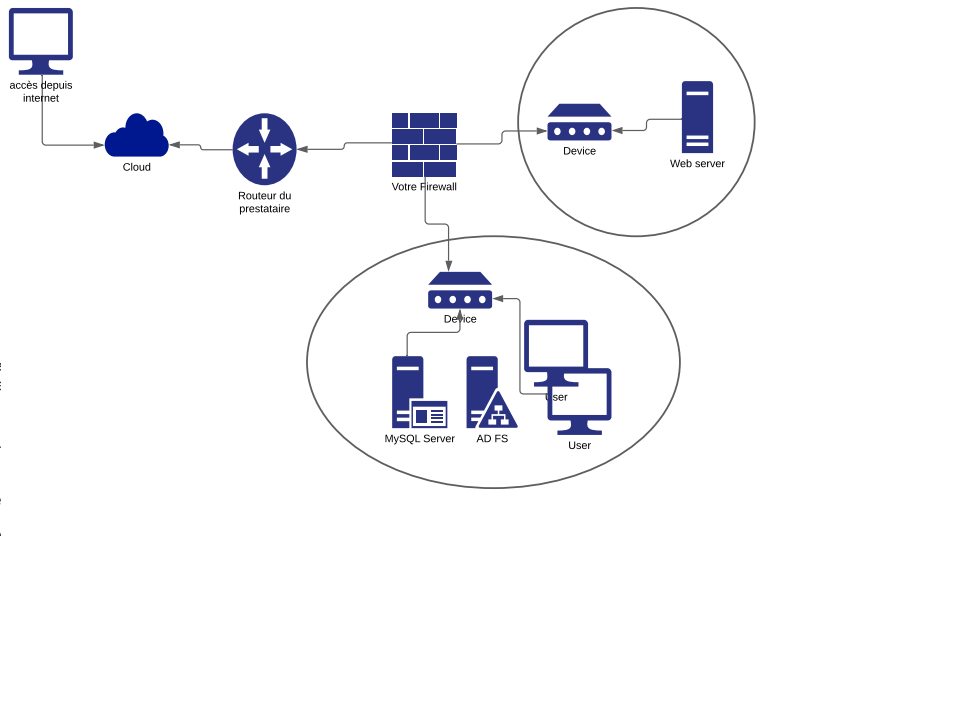 accès depuis
internet
Cloud
Routeur du
prestataire
Votre Firewall
Device
Web server
Device
User
MySQL Server
AD FS
User